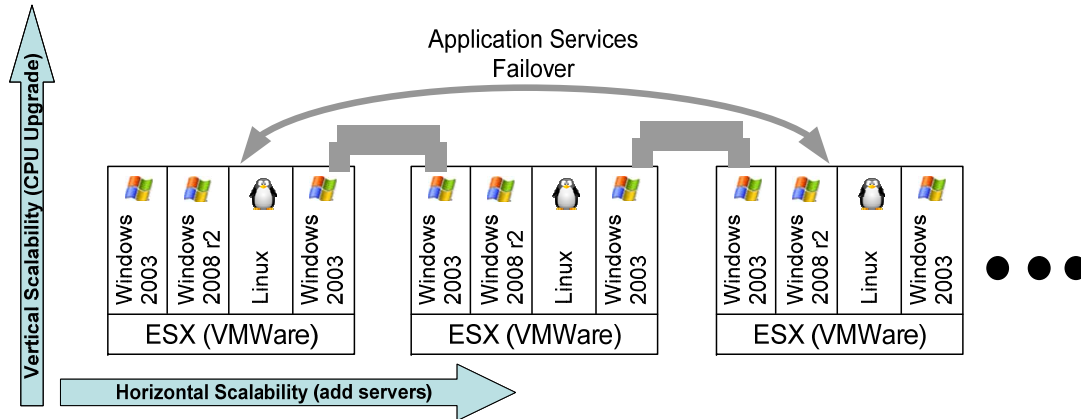 Application Services
Failover
Vertical Scalability (CPU Upgrade)
Windows
2003
Windows
2008 r2
Linux
Windows
2003
ESX (VMWare)
Windows
2003
Windows
2008 r2
Linux
Windows
2003
ESX (VMWare)
Windows
2003
Windows
2008 r2
Linux
Windows
2003
ESX (VMWare)
Horizontal Scalability (add servers)